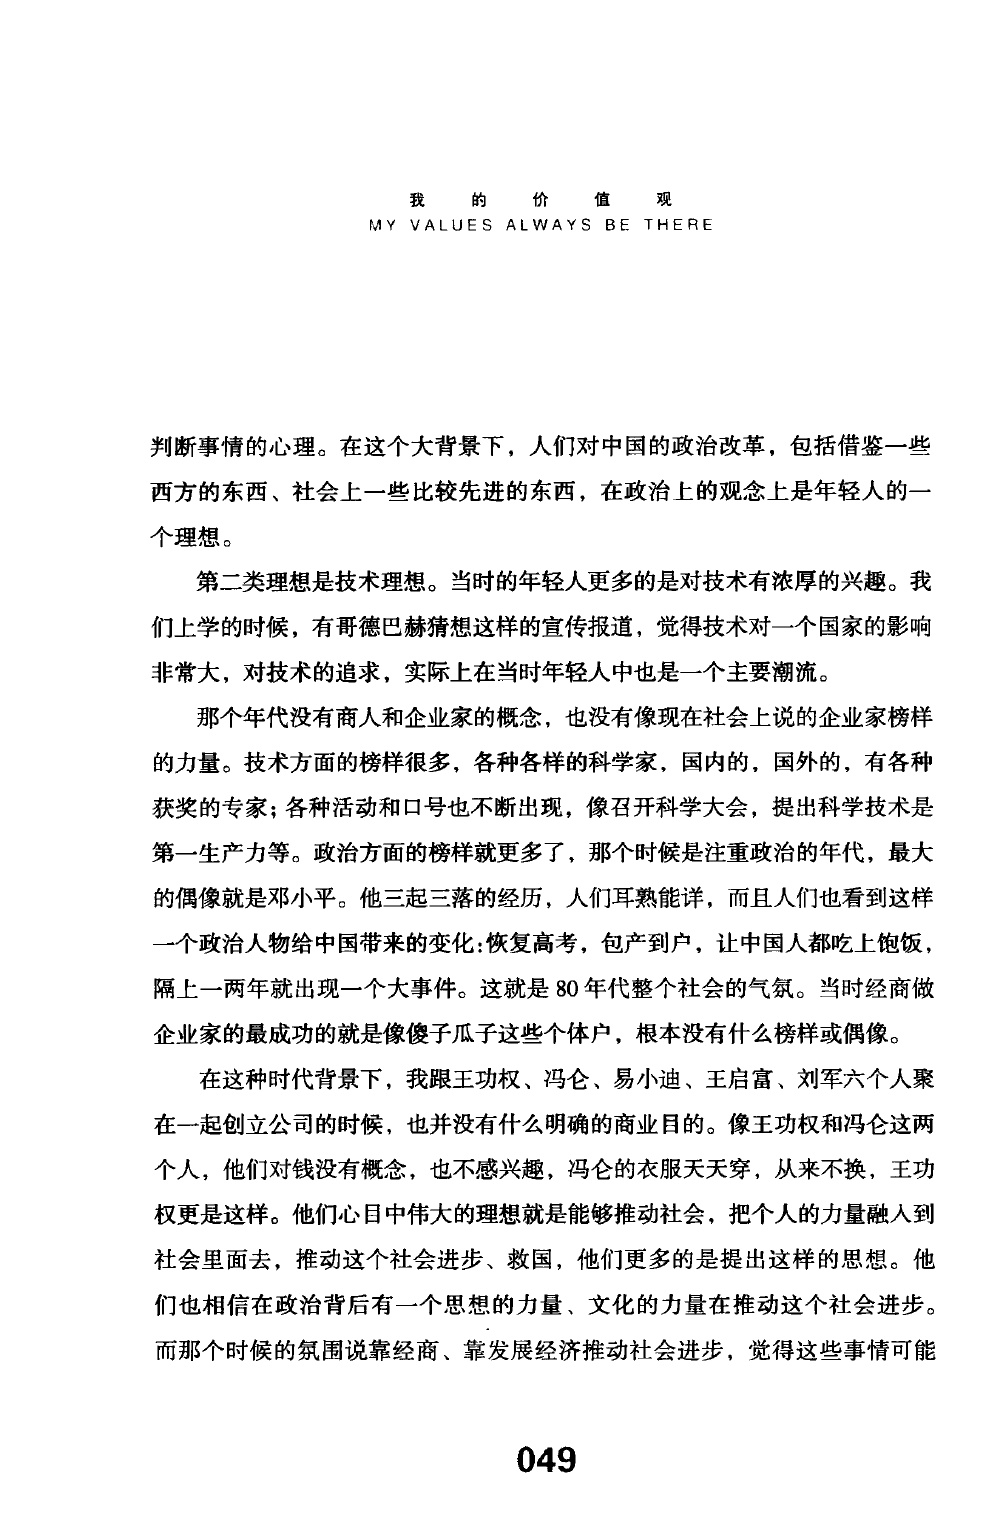 我的价值观
MY VALUES ALWAYS BE THERE
判断事情的心理。在这个大背景下，人们对中国的政治改革，包括借鉴一些
西方的东西、社会上一些比较先进的东西，在政治上的观念上是年轻人的一
个理想。
第二类理想是技术理想。当时的年轻人更多的是对技术有浓厚的兴趣。我
们上学的时候，有哥德巴赫猜想这样的宣传报道，觉得技术对一个国家的影响
非常大，对技术的追求，实际上在当时年轻人中也是一个主要潮流。
那个年代没有商人和企业家的概念，也没有像现在社会上说的企业家榜样
的力量。技术方面的榜样很多，各种各样的科学家，国内的，国外的，有各种
获奖的专家；各种活动和口号也不断出现，像召开科学大会，提出科学技术是
第一生产力等。政治方面的榜样就更多了，那个时候是注重政治的年代，最大
的偶像就是邓小平。他三起三落的经历，人们耳熟能详，而且人们也看到这样
一个政治人物给中国带来的变化：恢复高考，包产到户，让中国人都吃上饱饭，
隔上一两年就出现一个大事件。这就是80年代整个社会的气氛。当时经商做
企业家的最成功的就是像傻子瓜子这些个体户，根本没有什么榜样或偶像。
在这种时代背景下，我跟王功权、冯仑、易小迪、王启富、刘军六个人聚
在一起创立公司的时候，也并没有什么明确的商业目的。像王功权和冯仑这两
个人，他们对钱没有概念，也不感兴趣，冯仑的衣服天天穿，从来不换，王功
权更是这样。他们心目中伟大的理想就是能够推动社会，把个人的力量融入到
社会里面去，推动这个社会进步、救国，他们更多的是提出这样的思想。他
们也相信在政治背后有一个思想的力量、文化的力量在推动这个社会进步。
而那个时候的氛围说靠经商、靠发展经济推动社会进步，觉得这些事情可能
049